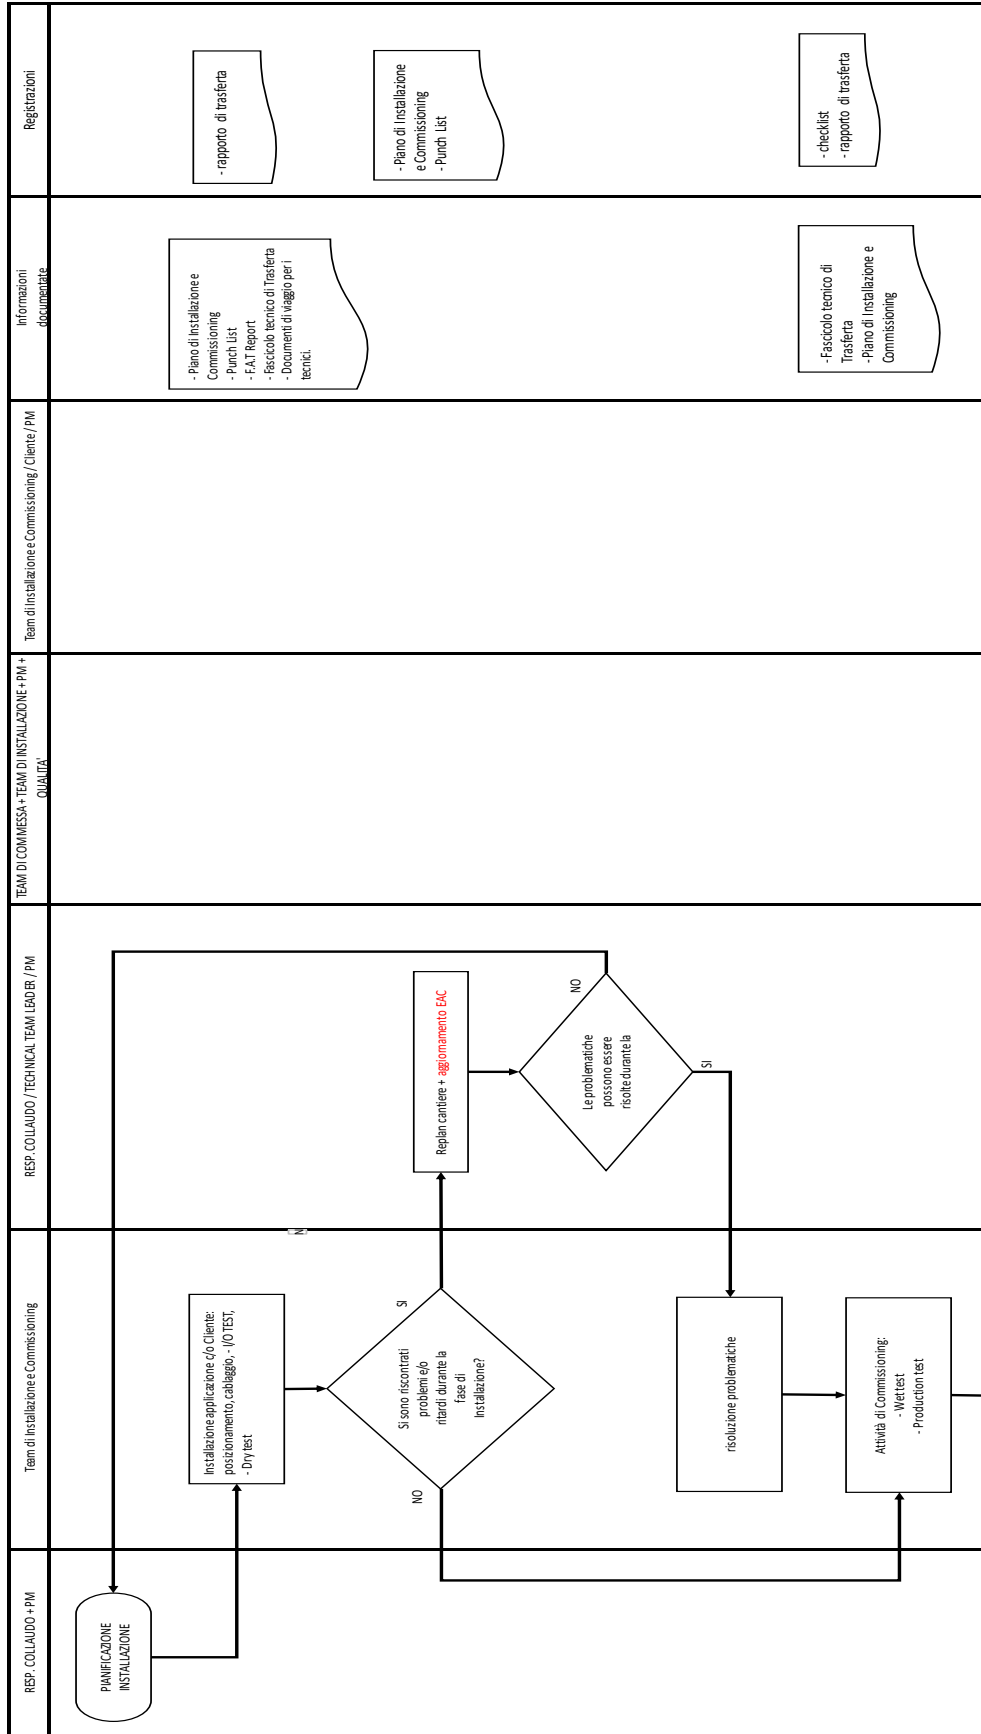 RESP. COLLAUDO + PM
Team di Installazione e Commissioning
RESP. COLLAUDO / TECHNICAL TEAM LEADER / PM
TEAM DI COMMESSA + TEAM DI INSTALLAZIONE + PM +
QUALITA'
Team di Installazione e Commissioning / Cliente / PM
Informazioni
documentate
Registrazioni
PIANIFICAZIONE
INSTALLAZIONE
Installazione applicazione c/o Cliente:
posizionamento, cablaggio, - I/O TEST,
- Dry test
- Piano di Installazione e
Commissioning
- Punch List
- F.A.T Report
- Fascicolo tecnico di Trasferta
- Documenti di viaggio per i
tecnici.
- rapporto di trasferta
N
Si sono riscontrati
problemi e/o
ritardi durante la
fase di
Installazione?
NO
SI
Replan cantiere + aggiornamento EAC
- Piano di Installazione
e Commissioning
- Punch List
Le problematiche
possono essere
risolte durante la
NO
SI
risoluzione problematiche
Attività di Commissioning:
- Wet test
- Production test
- Fascicolo tecnico di
Trasferta
- Piano di Installazione e
Commissioning
- checklist
- rapporto di trasferta